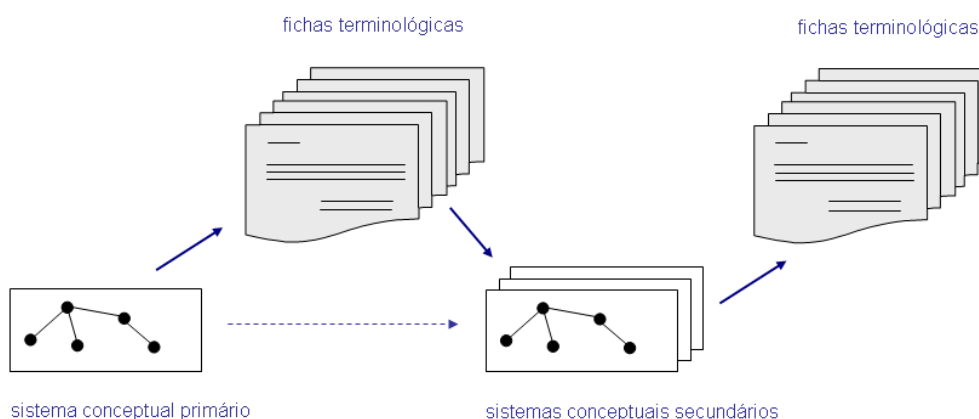 fichas terminológicas
fichas terminológicas
sistema conceptual primário
sistemas conceptuais secundários